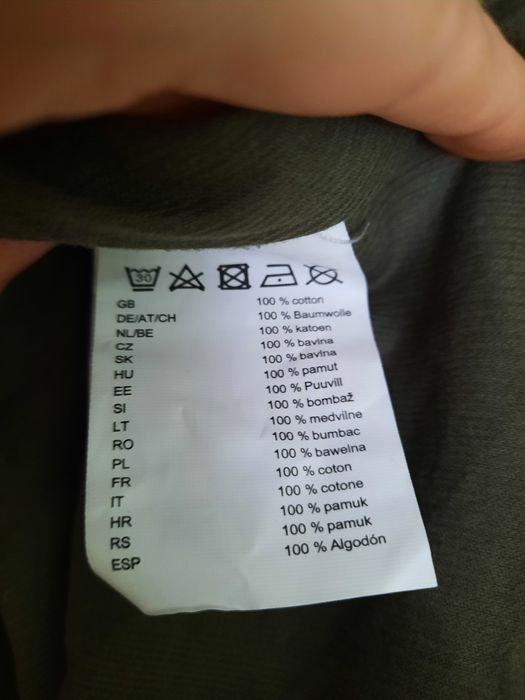 30
GB 100 % cotton
DE/AT/CH 100 % Baumwolle
NL/BE 100 % katoen
CZ 100 % bavlna
SK 100 % bavlna
HU 100 % pamut
EE 100 % Puuvill
SI 100 % bombaž
LT 100 % medvilne
RO 100 % bumbac
PL 100 % bawelna
FR 100 % coton
IT 100 % cotone
HR 100 % pamuk
RS 100 % pamuk
ESP 100 % Algodón